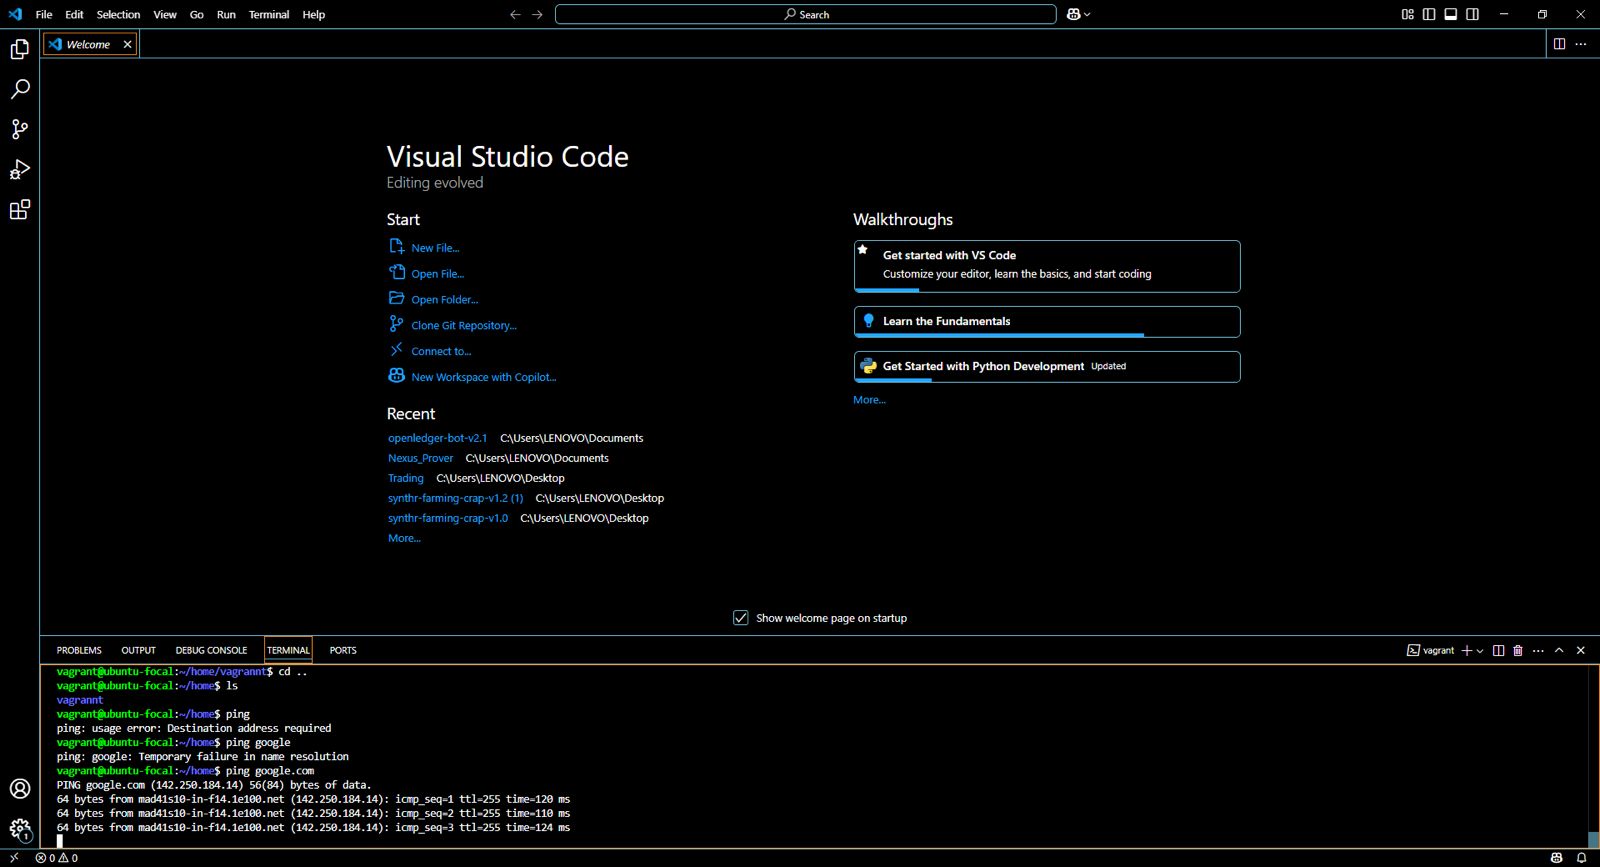 File Edit Selection View Go Run Terminal Help
Search
Welcome
Visual Studio Code
Editing evolved
Start
New File...
Open File...
Open Folder...
Clone Git Repository...
Connect to...
New Workspace with Copilot...
Recent
openledger-bot-v2.1 C:\Users\LENOVO\Documents
Nexus_Prover C:\Users\LENOVO\Documents
Trading C:\Users\LENOVO\Desktop
synthr-farming-crap-v1.2 (1) C:\Users\LENOVO\Desktop
synthr-farming-crap-v1.0 C:\Users\LENOVO\Desktop
More...
Walkthroughs
Get started with VS Code
Customize your editor, learn the basics, and start coding
Learn the Fundamentals
Get Started with Python Development Updated
More...
Show welcome page on startup
PROBLEMS OUTPUT DEBUG CONSOLE TERMINAL PORTS
vagrant
vagrant@ubuntu-focal:~/home/vagrannt$ cd ..
vagrant@ubuntu-focal:~/home$ ls
vagrannt
vagrant@ubuntu-focal:~/home$ ping
ping: usage error: Destination address required
vagrant@ubuntu-focal:~/home$ ping google
ping: google: Temporary failure in name resolution
vagrant@ubuntu-focal:~/home$ ping google.com
PING google.com (142.250.184.14) 56(84) bytes of data.
64 bytes from mad41s10-in-f14.1e100.net (142.250.184.14): icmp_seq=1 ttl=255 time=120 ms
64 bytes from mad41s10-in-f14.1e100.net (142.250.184.14): icmp_seq=2 ttl=255 time=110 ms
64 bytes from mad41s10-in-f14.1e100.net (142.250.184.14): icmp_seq=3 ttl=255 time=124 ms
1
0 0